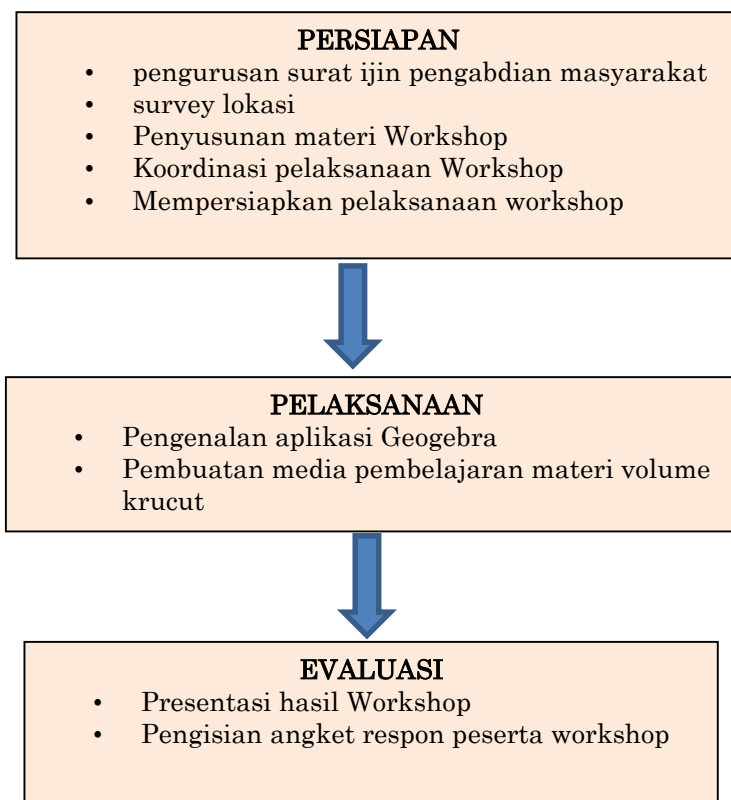 PERSIAPAN
• pengurusan surat ijin pengabdian masyarakat
• survey lokasi
• Penyusunan materi Workshop
• Koordinasi pelaksanaan Workshop
• Mempersiapkan pelaksanaan workshop
PELAKSANAAN
• Pengenalan aplikasi Geogebra
• Pembuatan media pembelajaran materi volume
krucut
EVALUASI
• Presentasi hasil Workshop
• Pengisian angket respon peserta workshop